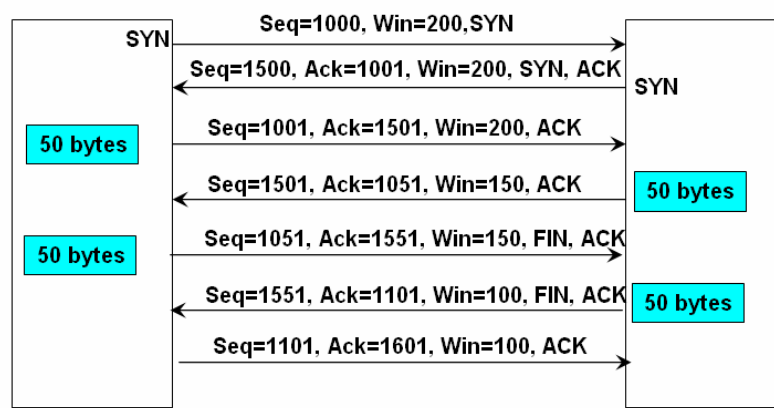 Seq=1000, Win=200,SYN
SYN
Seq=1500, Ack=1001, Win=200, SYN, ACK
SYN
Seq=1001, Ack=1501, Win=200, ACK
50 bytes
Seq=1501, Ack=1051, Win=150, ACK
50 bytes
Seq=1051, Ack=1551, Win=150, FIN, ACK
50 bytes
Seq=1551, Ack=1101, Win=100, FIN, ACK
50 bytes
Seq=1101, Ack=1601, Win=100, ACK